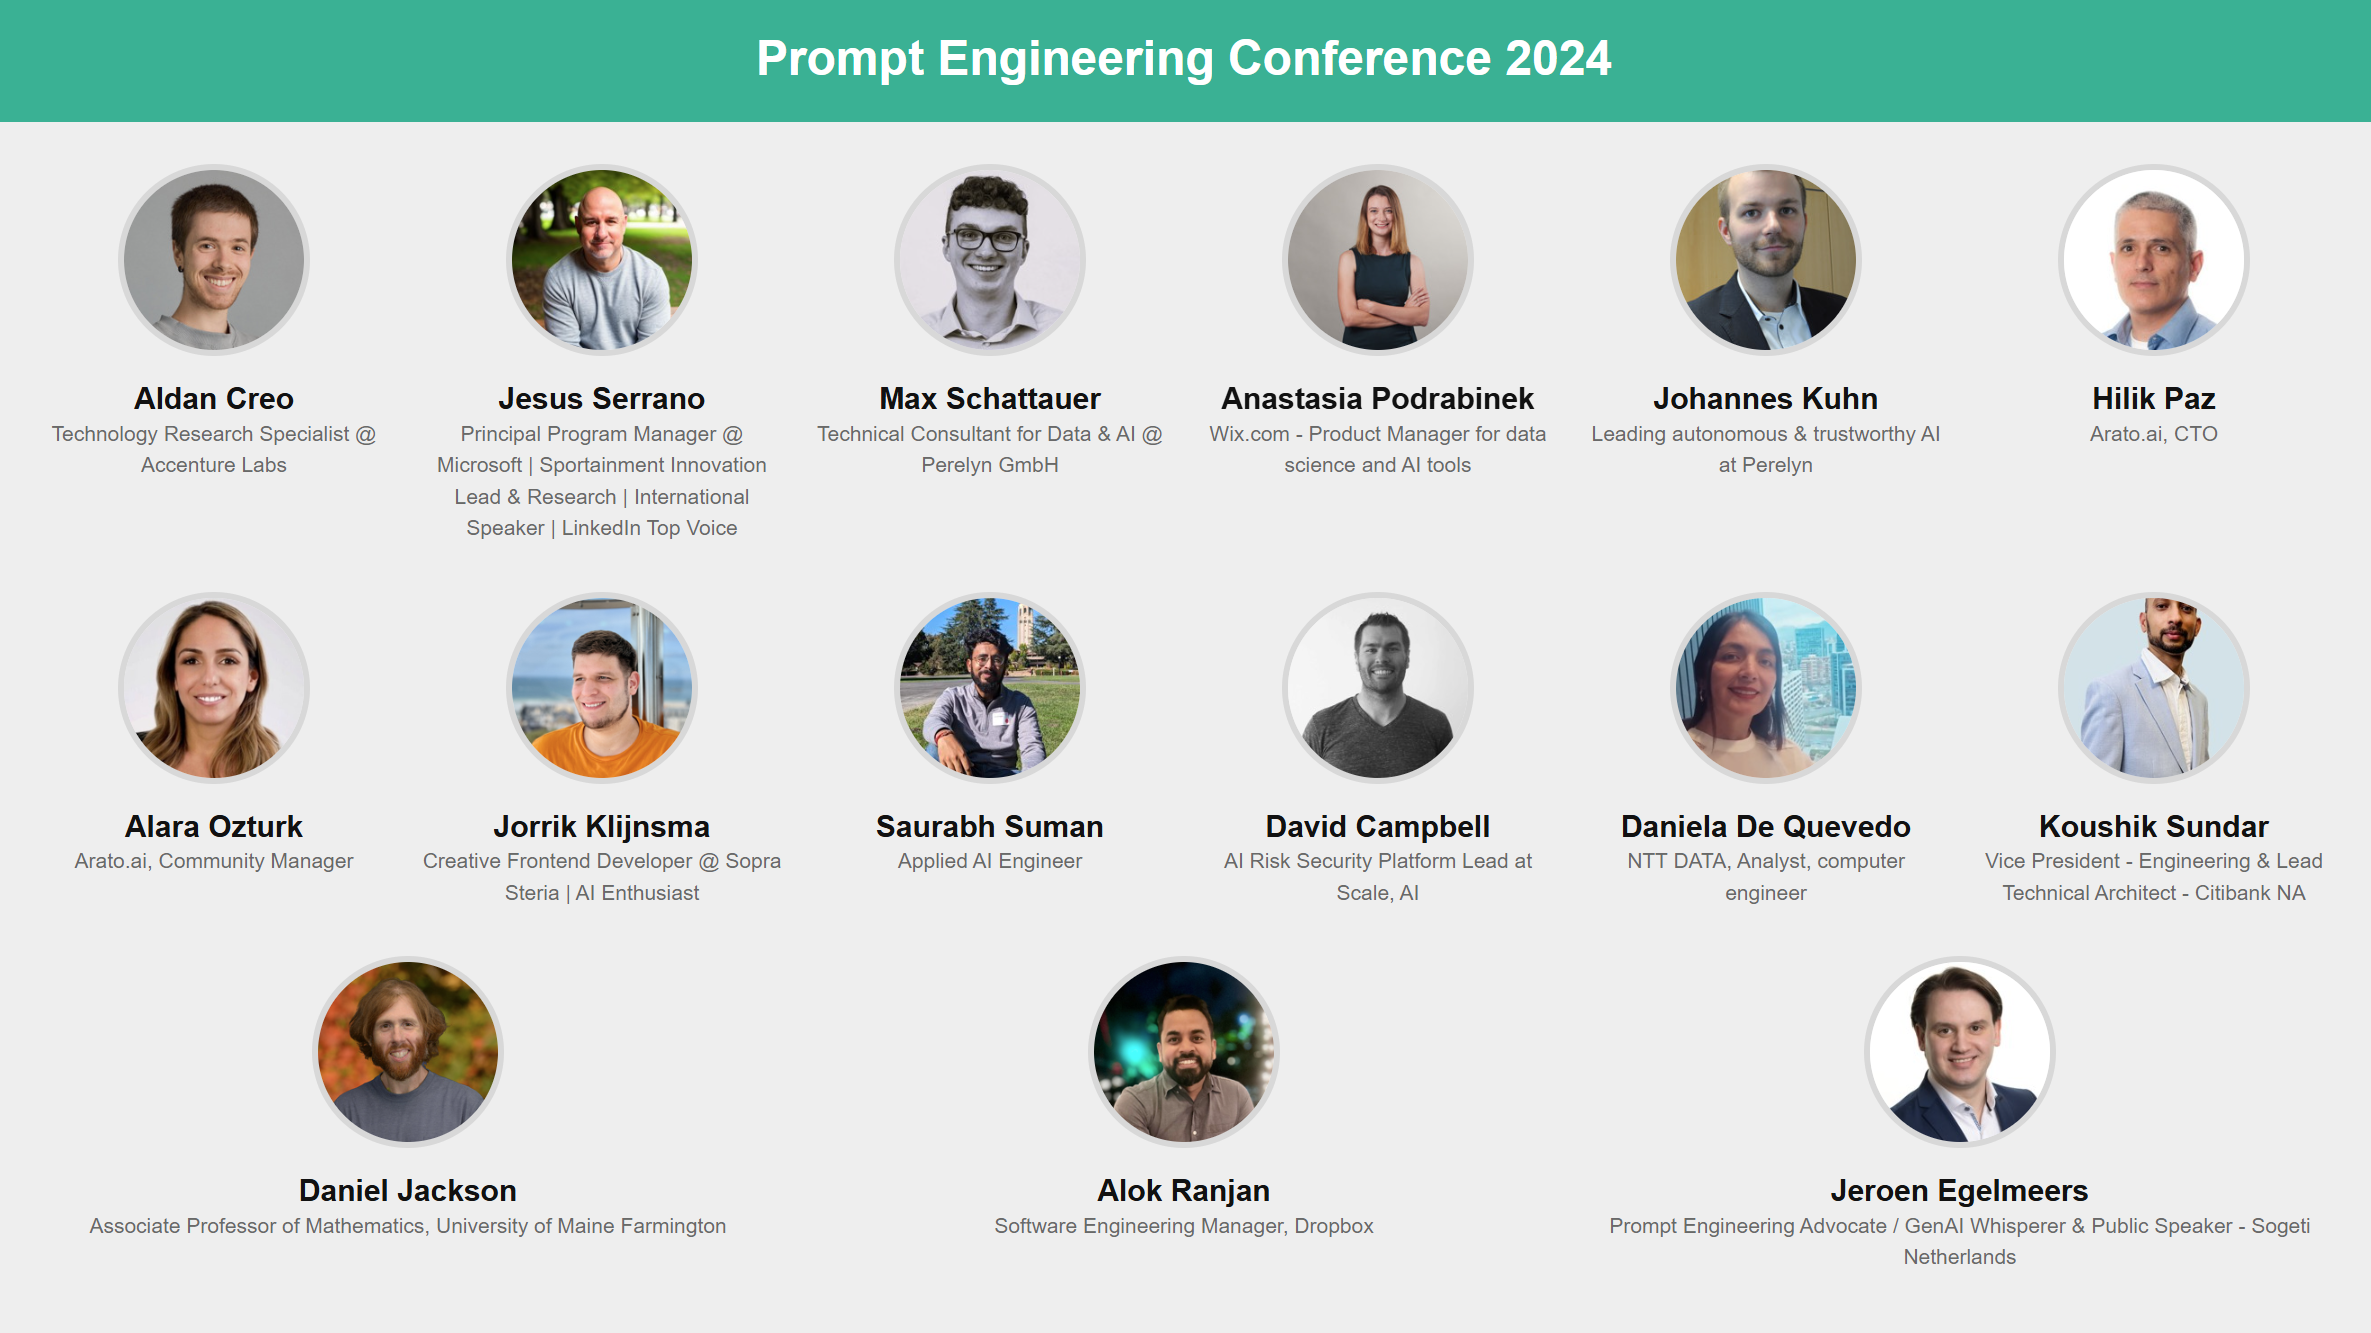 Prompt Engineering Conference 2024
Aldan Creo
Technology Research Specialist @
Accenture Labs
Jesus Serrano
Principal Program Manager @
Microsoft | Sportainment Innovation
Lead & Research | International
Speaker | LinkedIn Top Voice
Max Schattauer
Technical Consultant for Data & AI @
Perelyn GmbH
Anastasia Podrabinek
Wix.com - Product Manager for data
science and AI tools
Johannes Kuhn
Leading autonomous & trustworthy AI
at Perelyn
Hilik Paz
Arato.ai, CTO
Alara Ozturk
Arato.ai, Community Manager
Jorrik Klijnsma
Creative Frontend Developer @ Sopra
Steria | AI Enthusiast
Saurabh Suman
Applied AI Engineer
David Campbell
AI Risk Security Platform Lead at
Scale, AI
Daniela De Quevedo
NTT DATA, Analyst, computer
engineer
Koushik Sundar
Vice President - Engineering & Lead
Technical Architect - Citibank NA
Daniel Jackson
Associate Professor of Mathematics, University of Maine Farmington
Alok Ranjan
Software Engineering Manager, Dropbox
Jeroen Egelmeers
Prompt Engineering Advocate / GenAI Whisperer & Public Speaker - Sogeti
Netherlands